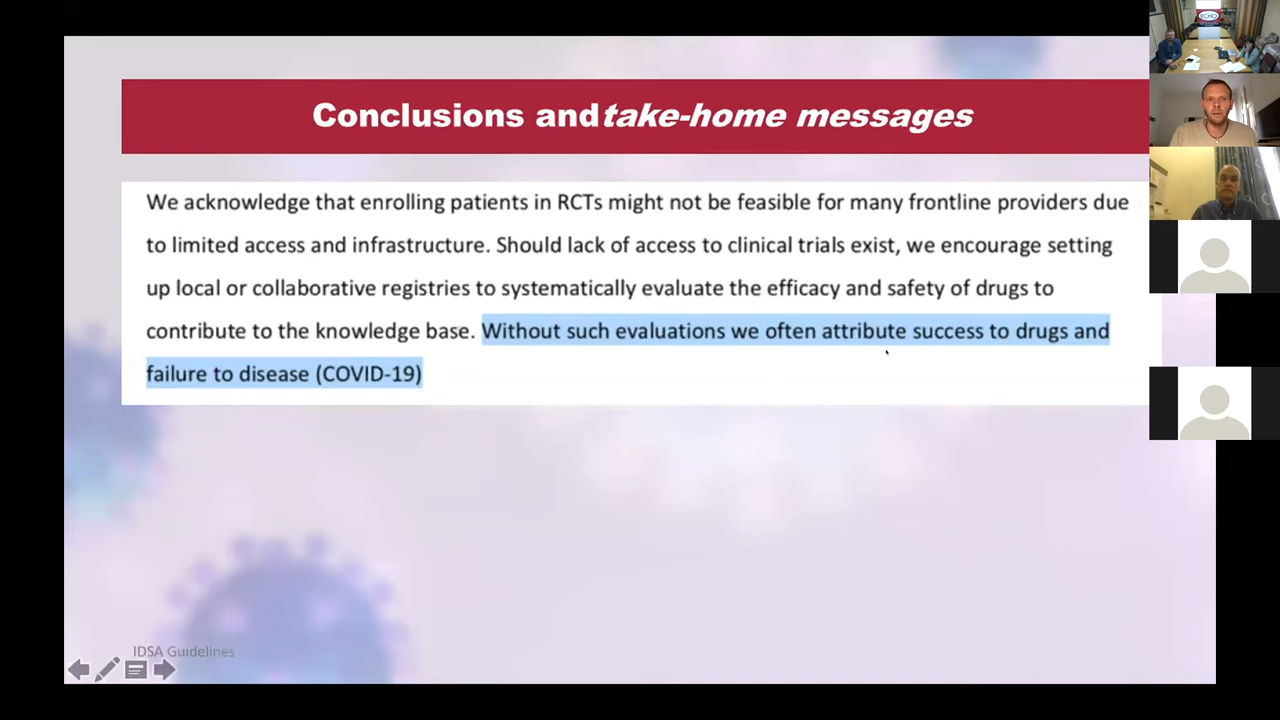 Conclusions and take-home messages
We acknowledge that enrolling patients in RCTs might not be feasible for many frontline providers due
to limited access and infrastructure. Should lack of access to clinical trials exist, we encourage setting
up local or collaborative registries to systematically evaluate the efficacy and safety of drugs to
contribute to the knowledge base. Without such evaluations we often attribute success to drugs and
failure to disease (COVID-19)
IDSA Guidelines
ECHO